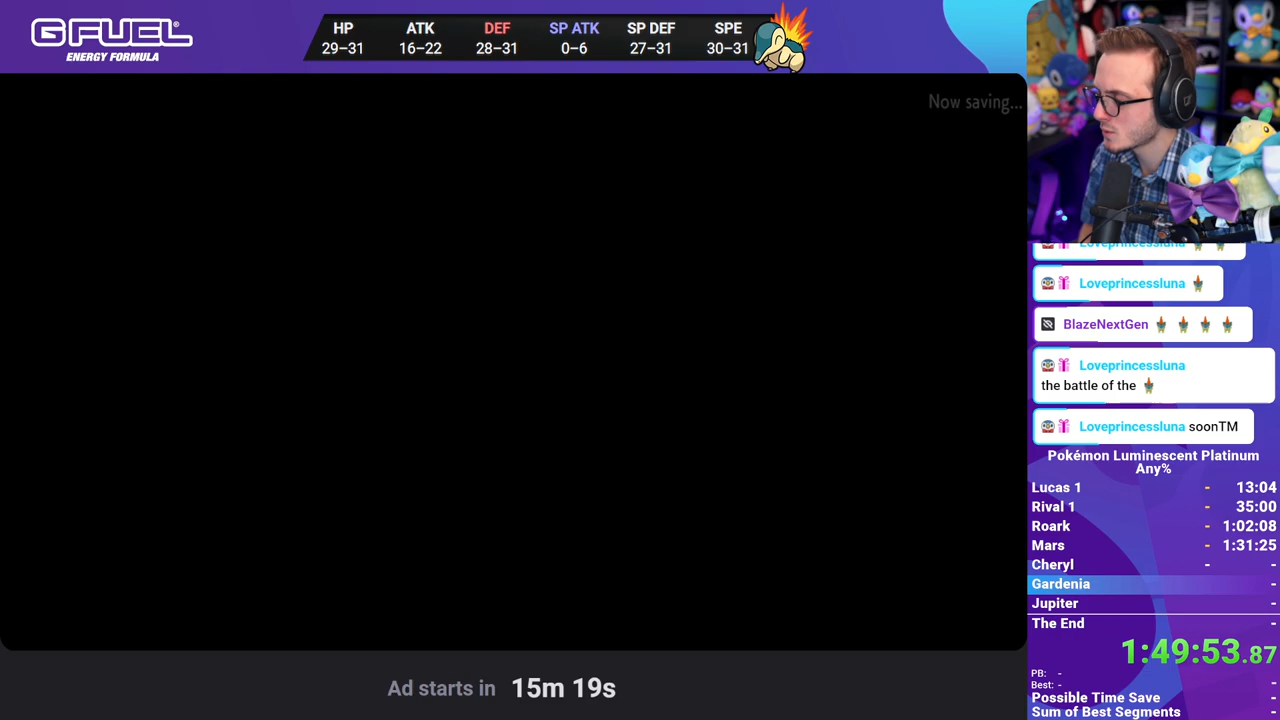 G FUEL®
ENERGY FORMULA
HP ATK DEF SP ATK SP DEF SPE
29–31 16–22 28–31 0–6 27–31 30–31
Now saving...
Loveprincessluna
Loveprincessluna
BlazeNextGen
Loveprincessluna
the battle of the
Loveprincessluna soonTM
Pokémon Luminescent Platinum
Any%
Lucas 1 - 13:04
Rival 1 - 35:00
Roark - 1:02:08
Mars - 1:31:25
Cheryl - -
Gardenia -
Jupiter -
The End -
1:49:53.87
PB: -
Best: - -
Possible Time Save -
Sum of Best Segments -
Ad starts in 15m 19s